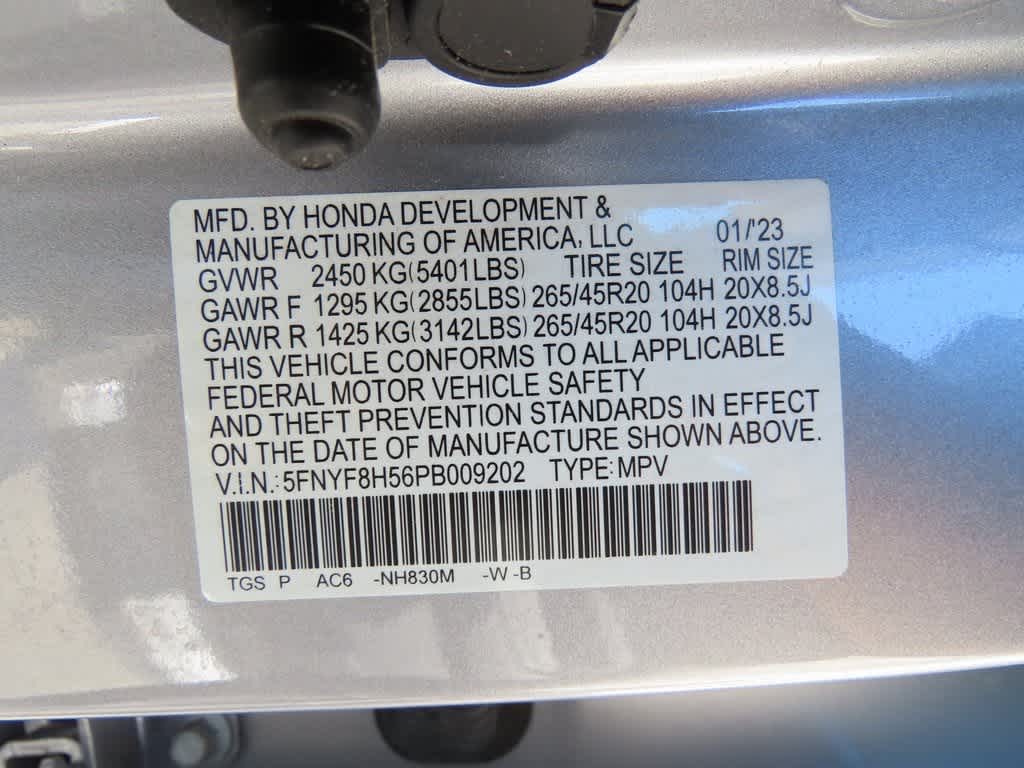 MFD. BY HONDA DEVELOPMENT &
MANUFACTURING OF AMERICA, LLC 01/'23
GVWR 2450 KG(5401LBS) TIRE SIZE RIM SIZE
GAWR F 1295 KG(2855LBS) 265/45R20 104H 20X8.5J
GAWR R 1425 KG(3142LBS) 265/45R20 104H 20X8.5J
THIS VEHICLE CONFORMS TO ALL APPLICABLE
FEDERAL MOTOR VEHICLE SAFETY
AND THEFT PREVENTION STANDARDS IN EFFECT
ON THE DATE OF MANUFACTURE SHOWN ABOVE.
V.I.N.: 5FNYF8H56PB009202 TYPE: MPV
TGS P AC6 -NH830M -W -B